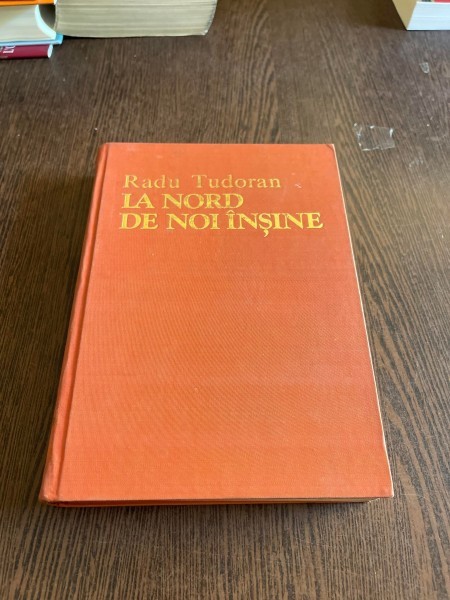 Radu Tudoran
LA NORD
DE NOI ÎNȘINE